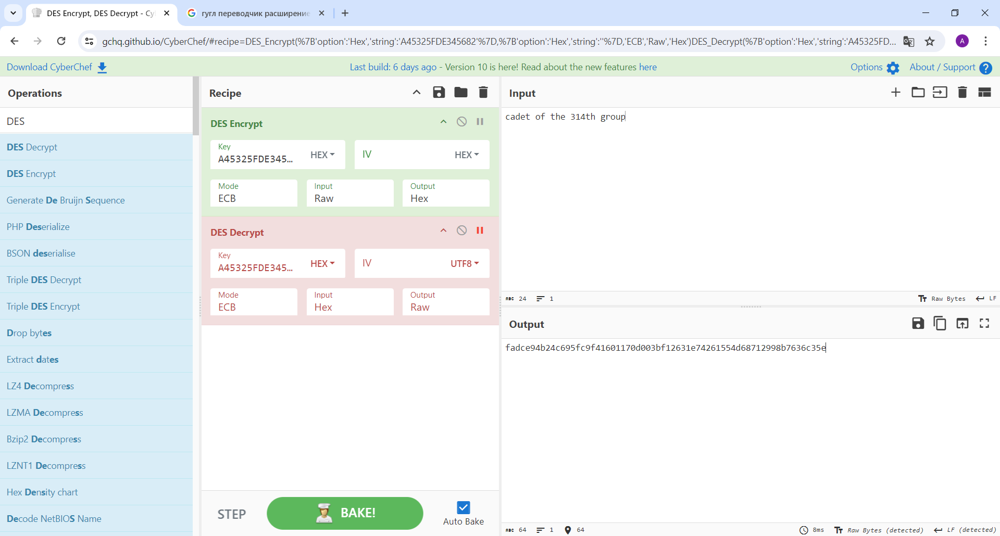 DES Encrypt, DES Decrypt - Cy
гугл переводчик расширение
gchq.github.io/CyberChef/#recipe=DES_Encrypt(%7B'option':'Hex','string':'A45325FDE345682'%7D,%7B'option':'Hex','string':''%7D,'ECB','Raw','Hex')DES_Decrypt(%7B'option':'Hex','string':'A45325FD...
A
Download CyberChef
Last build: 6 days ago - Version 10 is here! Read about the new features here
Options
About / Support
Operations
DES
DES Decrypt
DES Encrypt
Generate De Bruijn Sequence
PHP Deserialize
BSON deserialise
Triple DES Decrypt
Triple DES Encrypt
Drop bytes
Extract dates
LZ4 Decompress
LZMA Decompress
Bzip2 Decompress
LZNT1 Decompress
Hex Density chart
Decode NetBIOS Name
Recipe
DES Encrypt
Key
A45325FDE345...
HEX
IV
HEX
Mode
ECB
Input
Raw
Output
Hex
DES Decrypt
Key
A45325FDE345...
HEX
IV
UTF8
Mode
ECB
Input
Hex
Output
Raw
STEP
BAKE!
Auto Bake
Input
cadet of the 314th group
ABC 24
1
Tт Raw Bytes
LF
Output
fadce94b24c695fc9f41601170d003bf12631e74261554d68712998b7636c35e
ABC 64
1
64
8ms
Tт Raw Bytes (detected)
LF (detected)